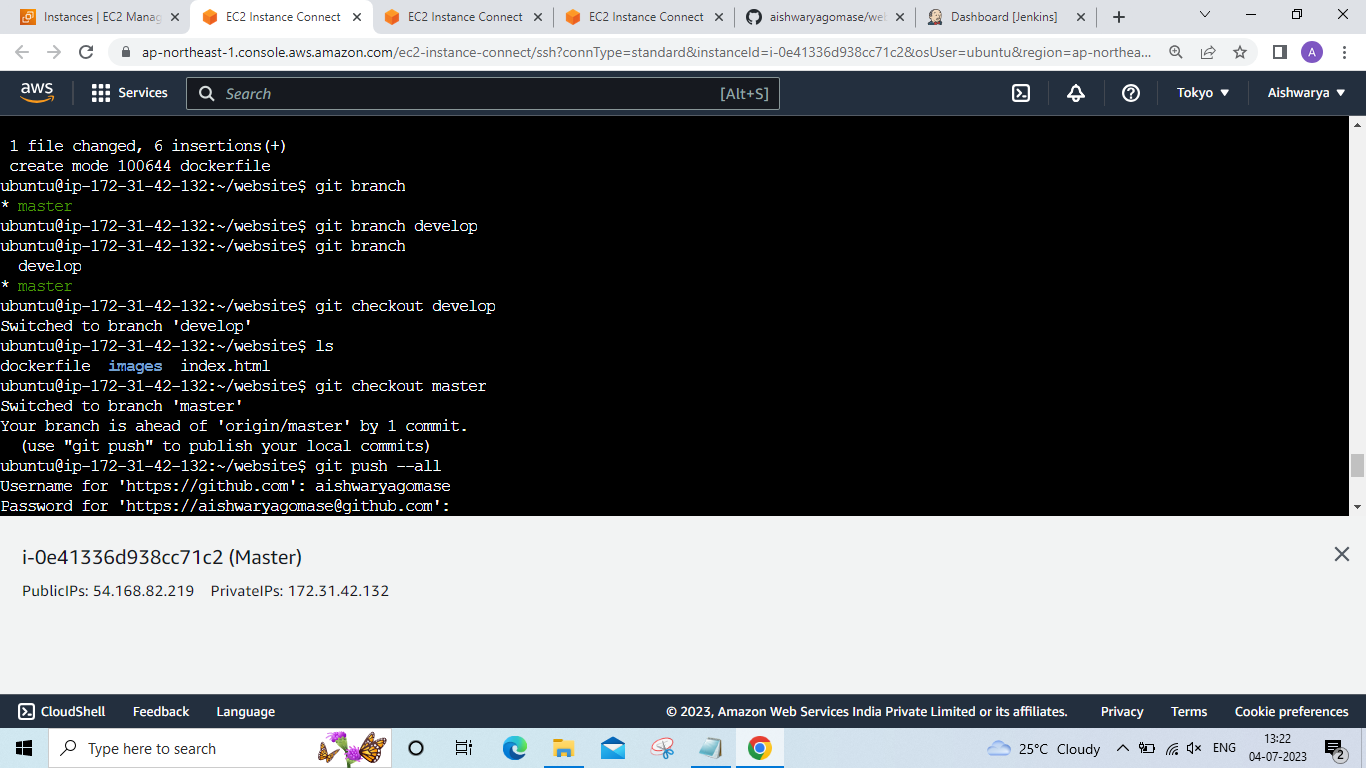 Instances | EC2 Manag
EC2 Instance Connect
EC2 Instance Connect
EC2 Instance Connect
aishwaryagomase/web
Dashboard [Jenkins]
ap-northeast-1.console.aws.amazon.com/ec2-instance-connect/ssh?connType=standard&instanceId=i-0e41336d938cc71c2&osUser=ubuntu&region=ap-northea...
A
aws
Services
Search
[Alt+S]
Tokyo
Aishwarya
1 file changed, 6 insertions(+)
create mode 100644 dockerfile
ubuntu@ip-172-31-42-132:~/website$ git branch
* master
ubuntu@ip-172-31-42-132:~/website$ git branch develop
ubuntu@ip-172-31-42-132:~/website$ git branch
develop
* master
ubuntu@ip-172-31-42-132:~/website$ git checkout develop
Switched to branch 'develop'
ubuntu@ip-172-31-42-132:~/website$ ls
dockerfile images index.html
ubuntu@ip-172-31-42-132:~/website$ git checkout master
Switched to branch 'master'
Your branch is ahead of 'origin/master' by 1 commit.
(use "git push" to publish your local commits)
ubuntu@ip-172-31-42-132:~/website$ git push --all
Username for 'https://github.com': aishwaryagomase
Password for 'https://aishwaryagomase@github.com':
i-0e41336d938cc71c2 (Master)
PublicIPs: 54.168.82.219 PrivateIPs: 172.31.42.132
CloudShell
Feedback
Language
© 2023, Amazon Web Services India Private Limited or its affiliates.
Privacy
Terms
Cookie preferences
Type here to search
25°C Cloudy
ENG
13:22
04-07-2023
2